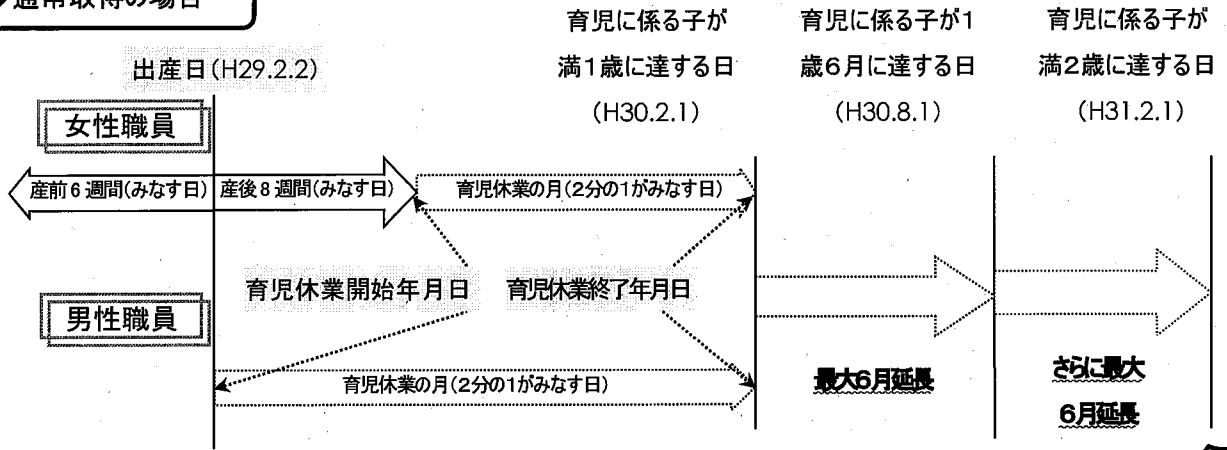 通常取得の場合
育児に係る子が
満1歳に達する日
(H30.2.1)
育児に係る子が1
歳6月に達する日
(H30.8.1)
育児に係る子が
満2歳に達する日
(H31.2.1)
出産日(H29.2.2)
女性職員
産前6週間(みなす日)
産後8週間(みなす日)
育児休業の月(2分の1がみなす日)
育児休業開始年月日
育児休業終了年月日
男性職員
育児休業の月(2分の1がみなす日)
最大6月延長
さらに最大
6月延長